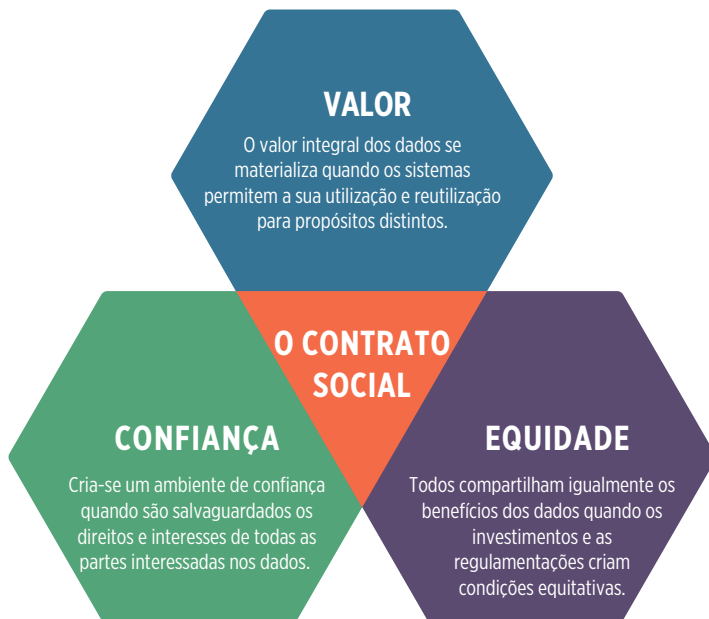 VALOR
O valor integral dos dados se
materializa quando os sistemas
permitem a sua utilização e reutilização
para propósitos distintos.
O CONTRATO
SOCIAL
CONFIANÇA
Cria-se um ambiente de confiança
quando são salvaguardados os
direitos e interesses de todas as
partes interessadas nos dados.
EQUIDADE
Todos compartilham igualmente os
benefícios dos dados quando os
investimentos e as
regulamentações criam
condições equitativas.